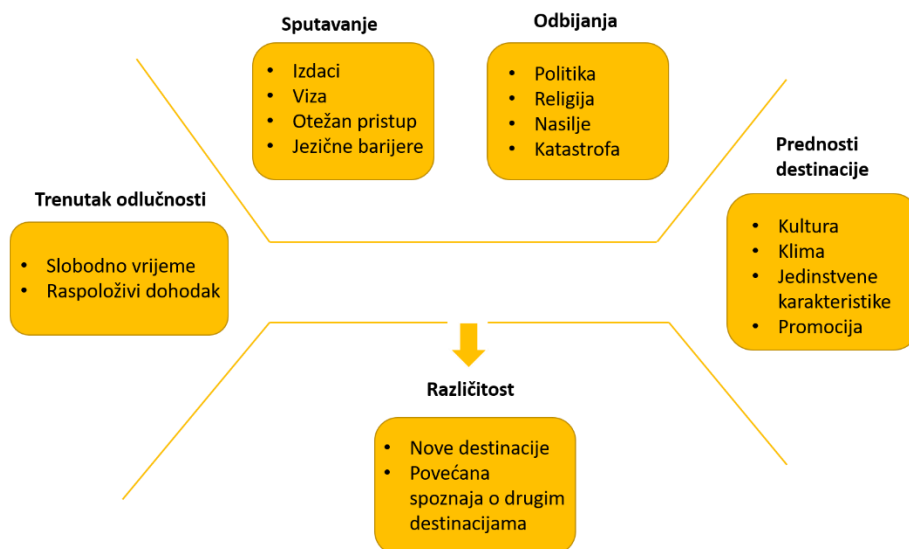 Sputavanje
• Izdaci
• Viza
• Otežan pristup
• Jezične barijere
Odbijanja
• Politika
• Religija
• Nasilje
• Katastrofa
Trenutak odlučnosti
• Slobodno vrijeme
• Raspoloživi dohodak
Prednosti
destinacije
• Kultura
• Klima
• Jedinstvene
karakteristike
• Promocija
Različitost
• Nove destinacije
• Povećana
spoznaja o drugim
destinacijama